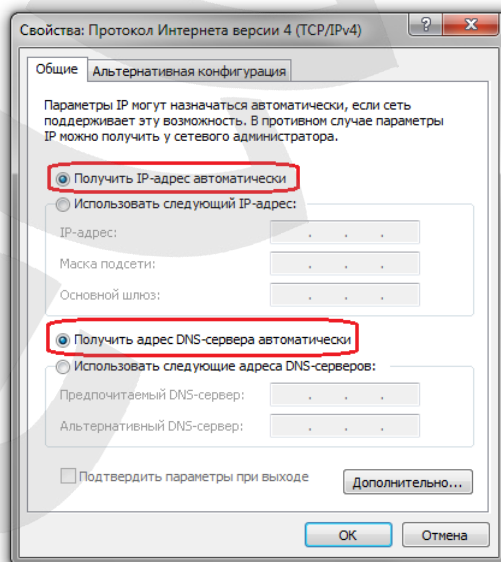 Свойства: Протокол Интернета версии 4 (TCP/IPv4)
Общие
Альтернативная конфигурация
Параметры IP могут назначаться автоматически, если сеть
поддерживает эту возможность. В противном случае параметры
IP можно получить у сетевого администратора.
Получить IP-адрес автоматически
Использовать следующий IP-адрес:
IP-адрес:
Маска подсети:
Основной шлюз:
Получить адрес DNS-сервера автоматически
Использовать следующие адреса DNS-серверов:
Предпочитаемый DNS-сервер:
Альтернативный DNS-сервер:
Подтвердить параметры при выходе
Дополнительно...
ОК
Отмена